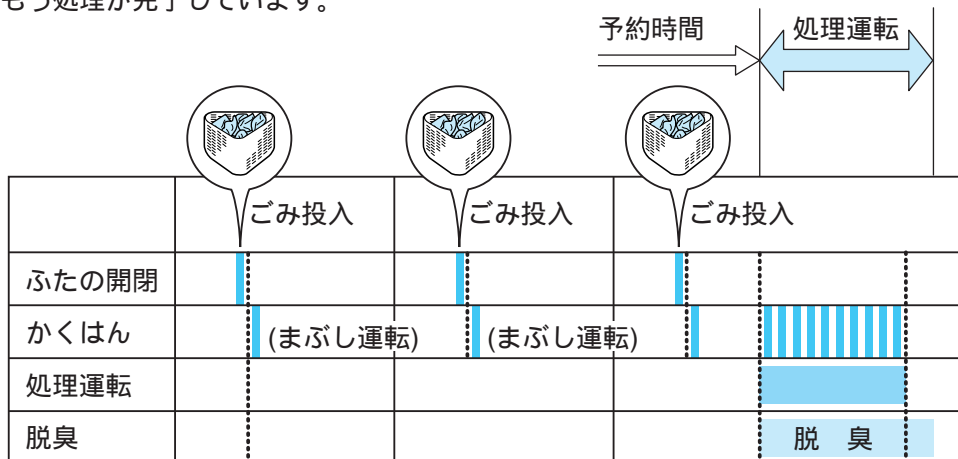 もう処理が完了しています。
予約時間
処理運転
ごみ投入 ごみ投入 ごみ投入
ふたの開閉
かくはん (まぶし運転) (まぶし運転)
処理運転
脱臭 脱 臭